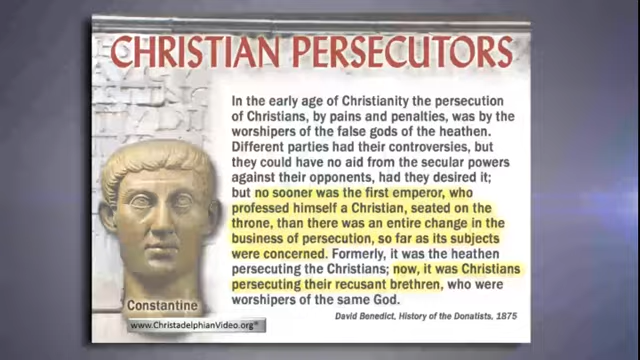 CHRISTIAN PERSECUTORS
In the early age of Christianity the persecution
of Christians, by pains and penalties, was by the
worshipers of the false gods of the heathen.
Different parties had their controversies, but
they could have no aid from the secular powers
against their opponents, had they desired it;
but no sooner was the first emperor, who
professed himself a Christian, seated on the
throne, than there was an entire change in the
business of persecution, so far as its subjects
were concerned. Formerly, it was the heathen
persecuting the Christians; now, it was Christians
persecuting their recusant brethren, who were
worshipers of the same God.
David Benedict, History of the Donatists, 1875
Constantine
www.ChristadelphianVideo.org®